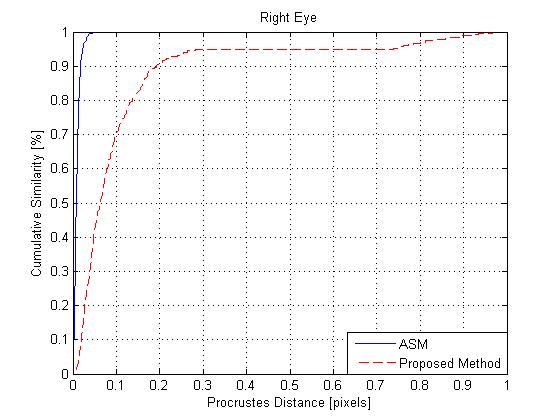 Right Eye
1
0.9
0.8
0.7
0.6
0.5
0.4
0.3
0.2
0.1
0
Cumulative Similarity [%]
ASM
Proposed Method
0 0.1 0.2 0.3 0.4 0.5 0.6 0.7 0.8 0.9 1
Procrustes Distance [pixels]